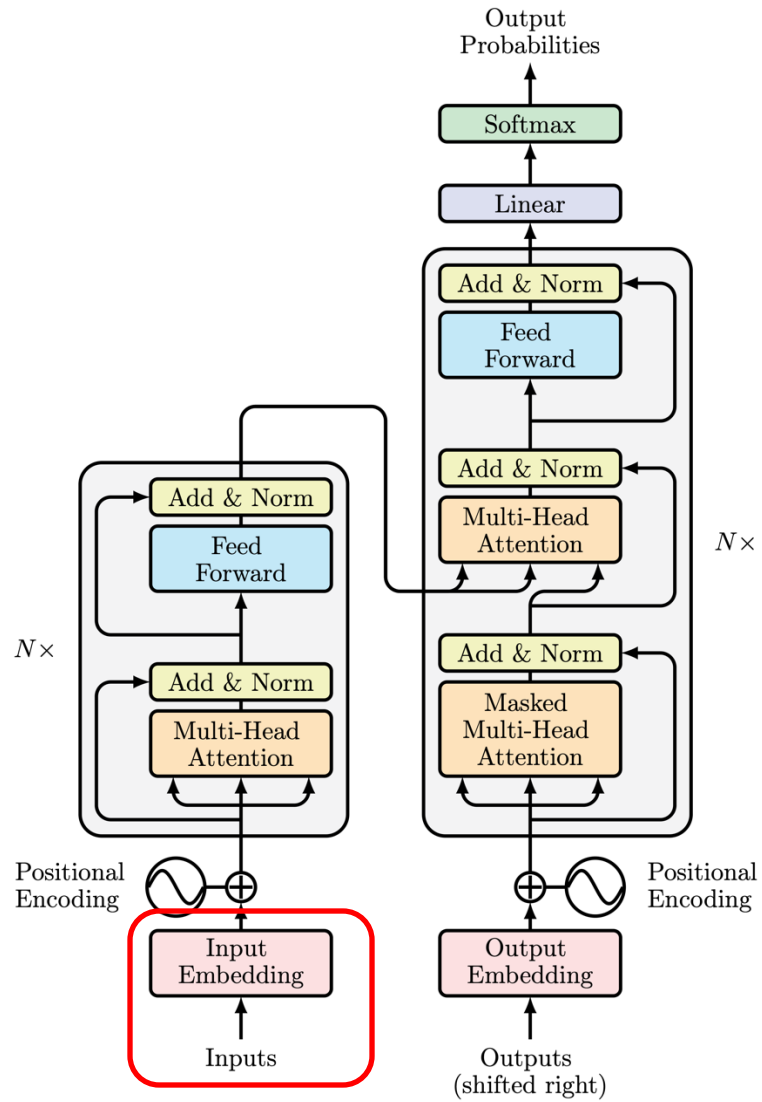 Output
Probabilities
Softmax
Linear
Add & Norm
Feed
Forward
Add & Norm
Multi-Head
Attention
N×
Add & Norm
Masked
Multi-Head
Attention
Add & Norm
Feed
Forward
N×
Add & Norm
Multi-Head
Attention
Positional
Encoding
Positional
Encoding
Input
Embedding
Output
Embedding
Inputs
Outputs
(shifted right)